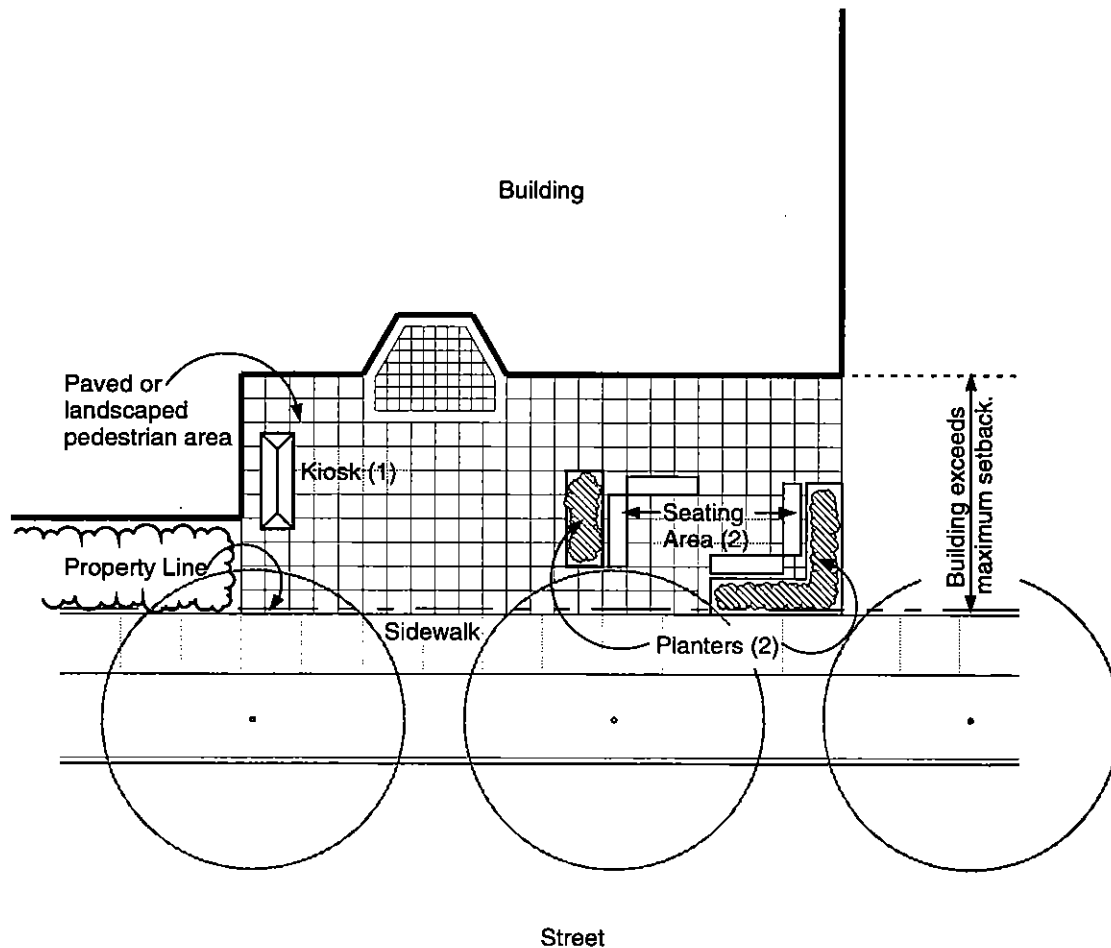 Building
Paved or
landscaped
pedestrian area
Kiosk (1)
Seating
Area (2)
Building exceeds
maximum setback.
Property Line
Sidewalk
Planters (2)
Street